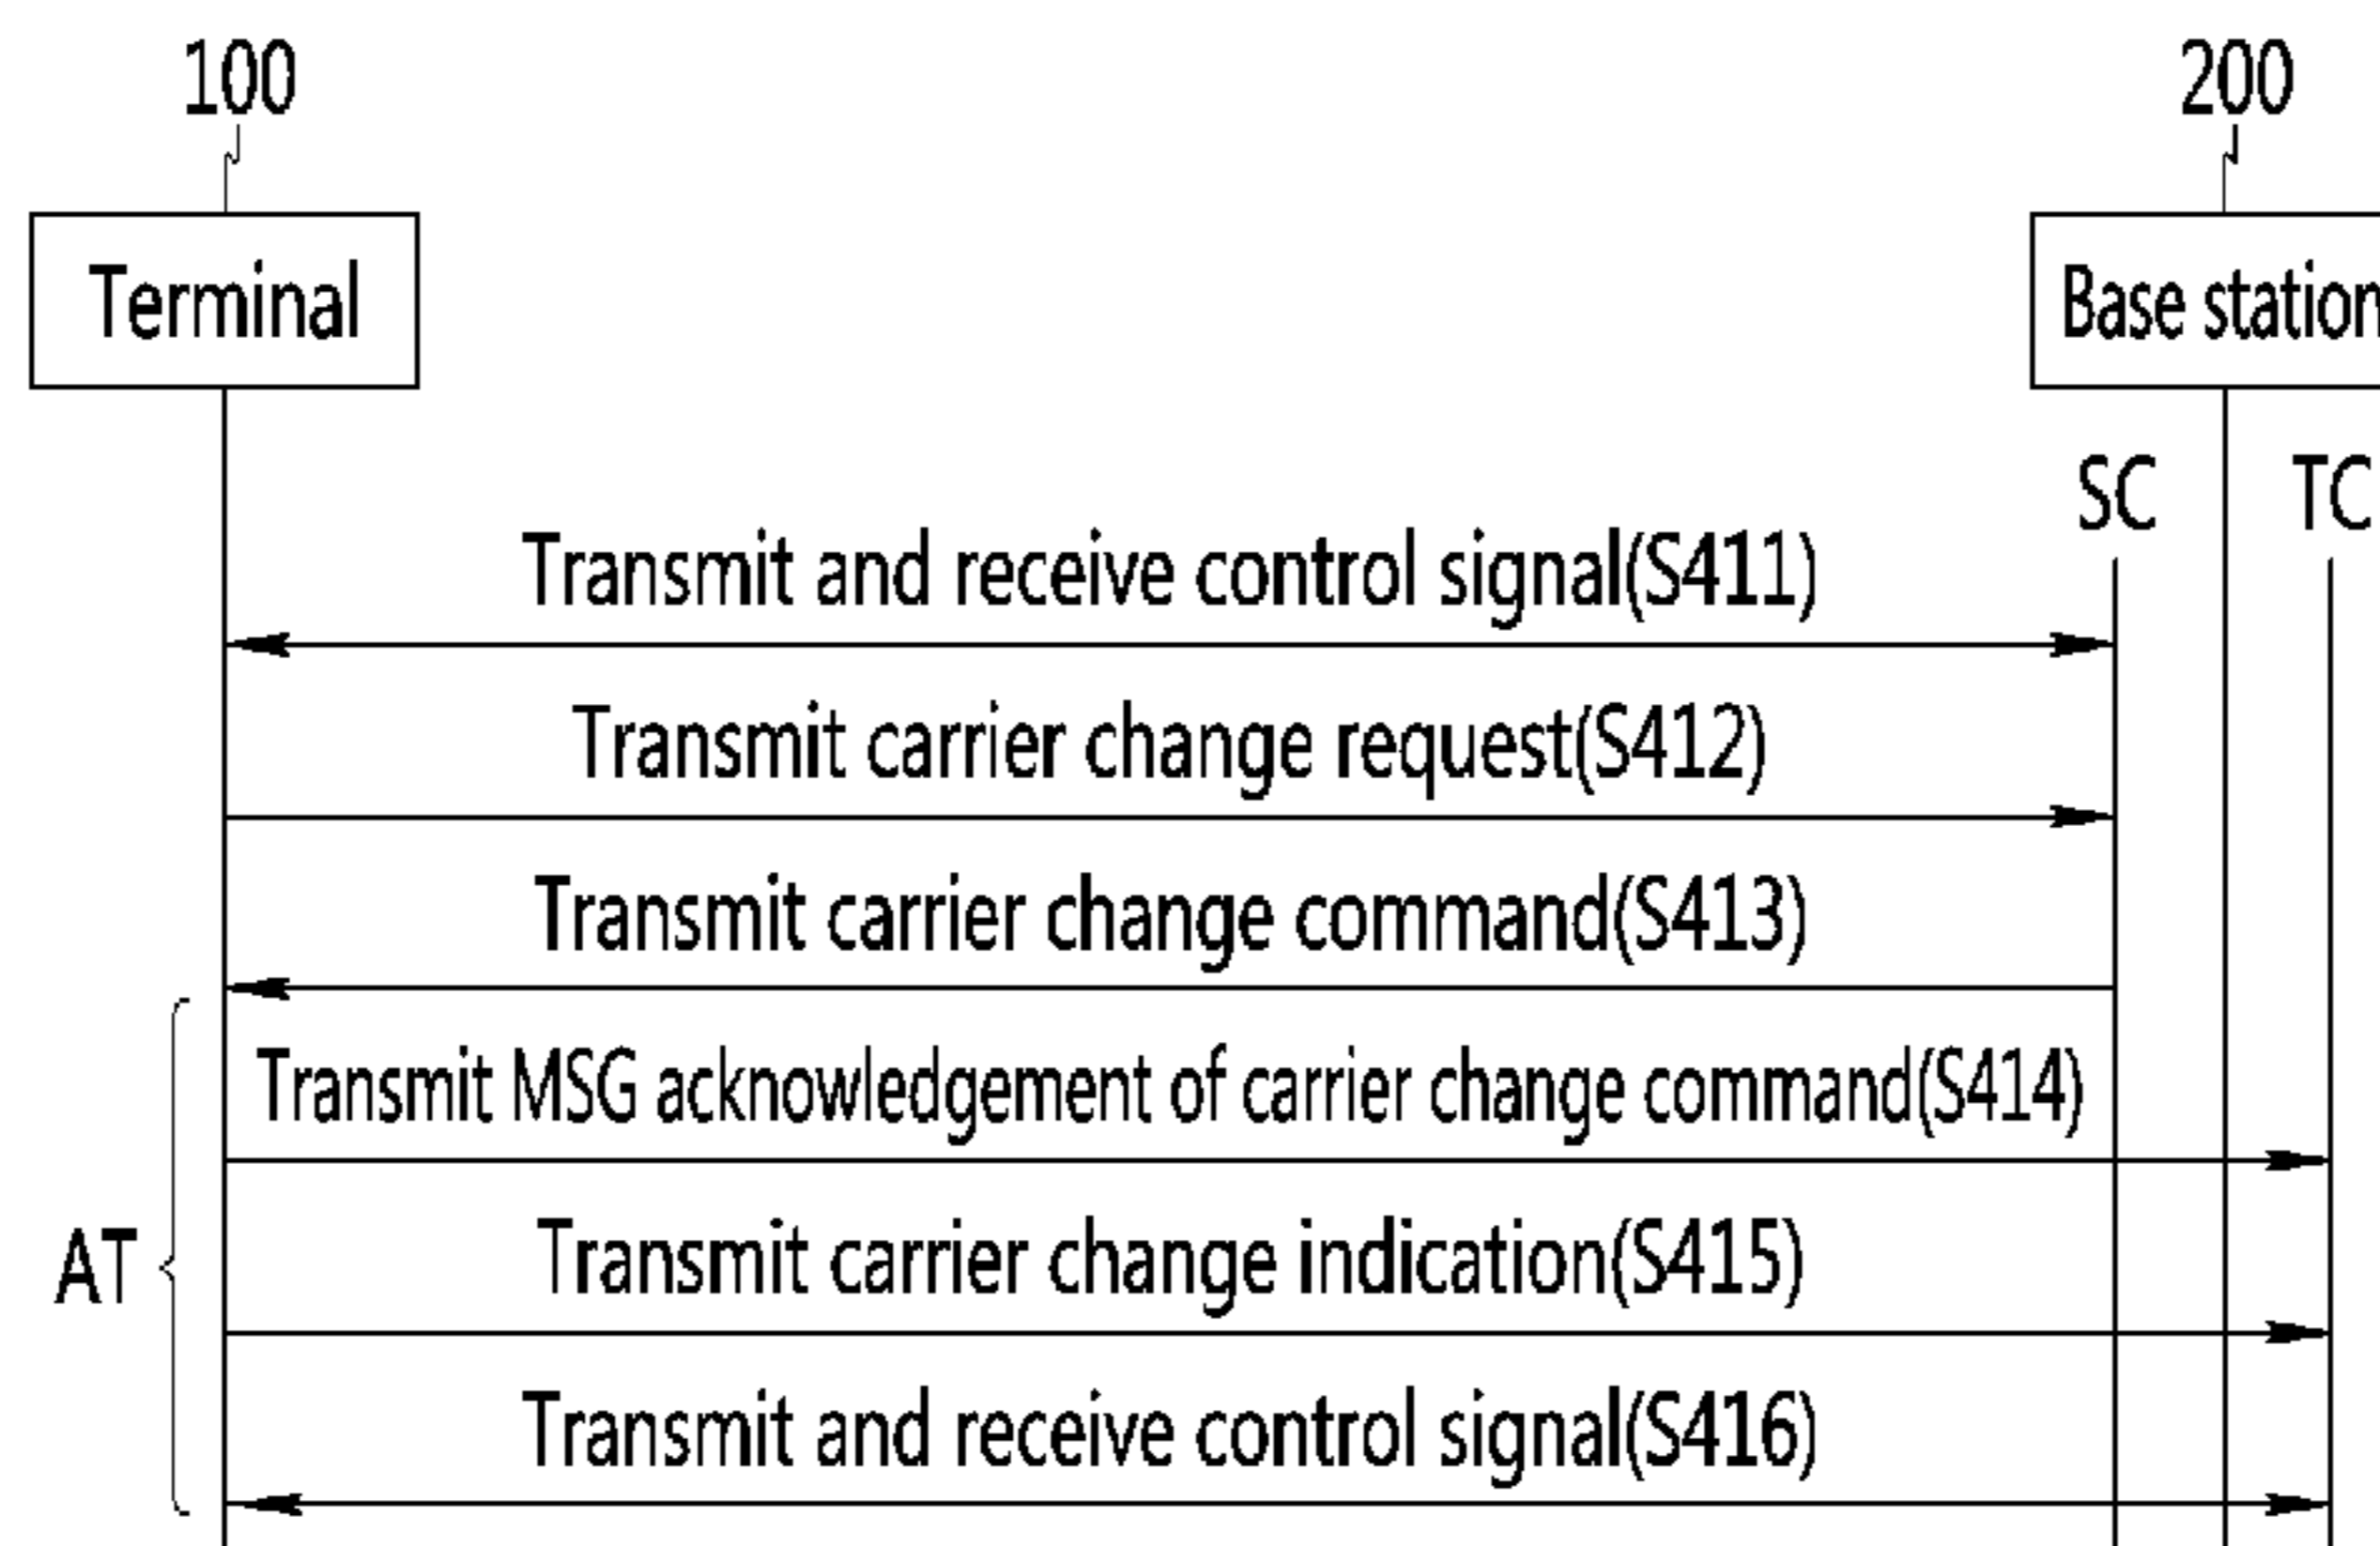 100
200
Terminal
Base station
SC
TC
Transmit and receive control signal(S411)
Transmit carrier change request(S412)
Transmit carrier change command(S413)
Transmit MSG acknowledgement of carrier change command(S414)
Transmit carrier change indication(S415)
AT
Transmit and receive control signal(S416)